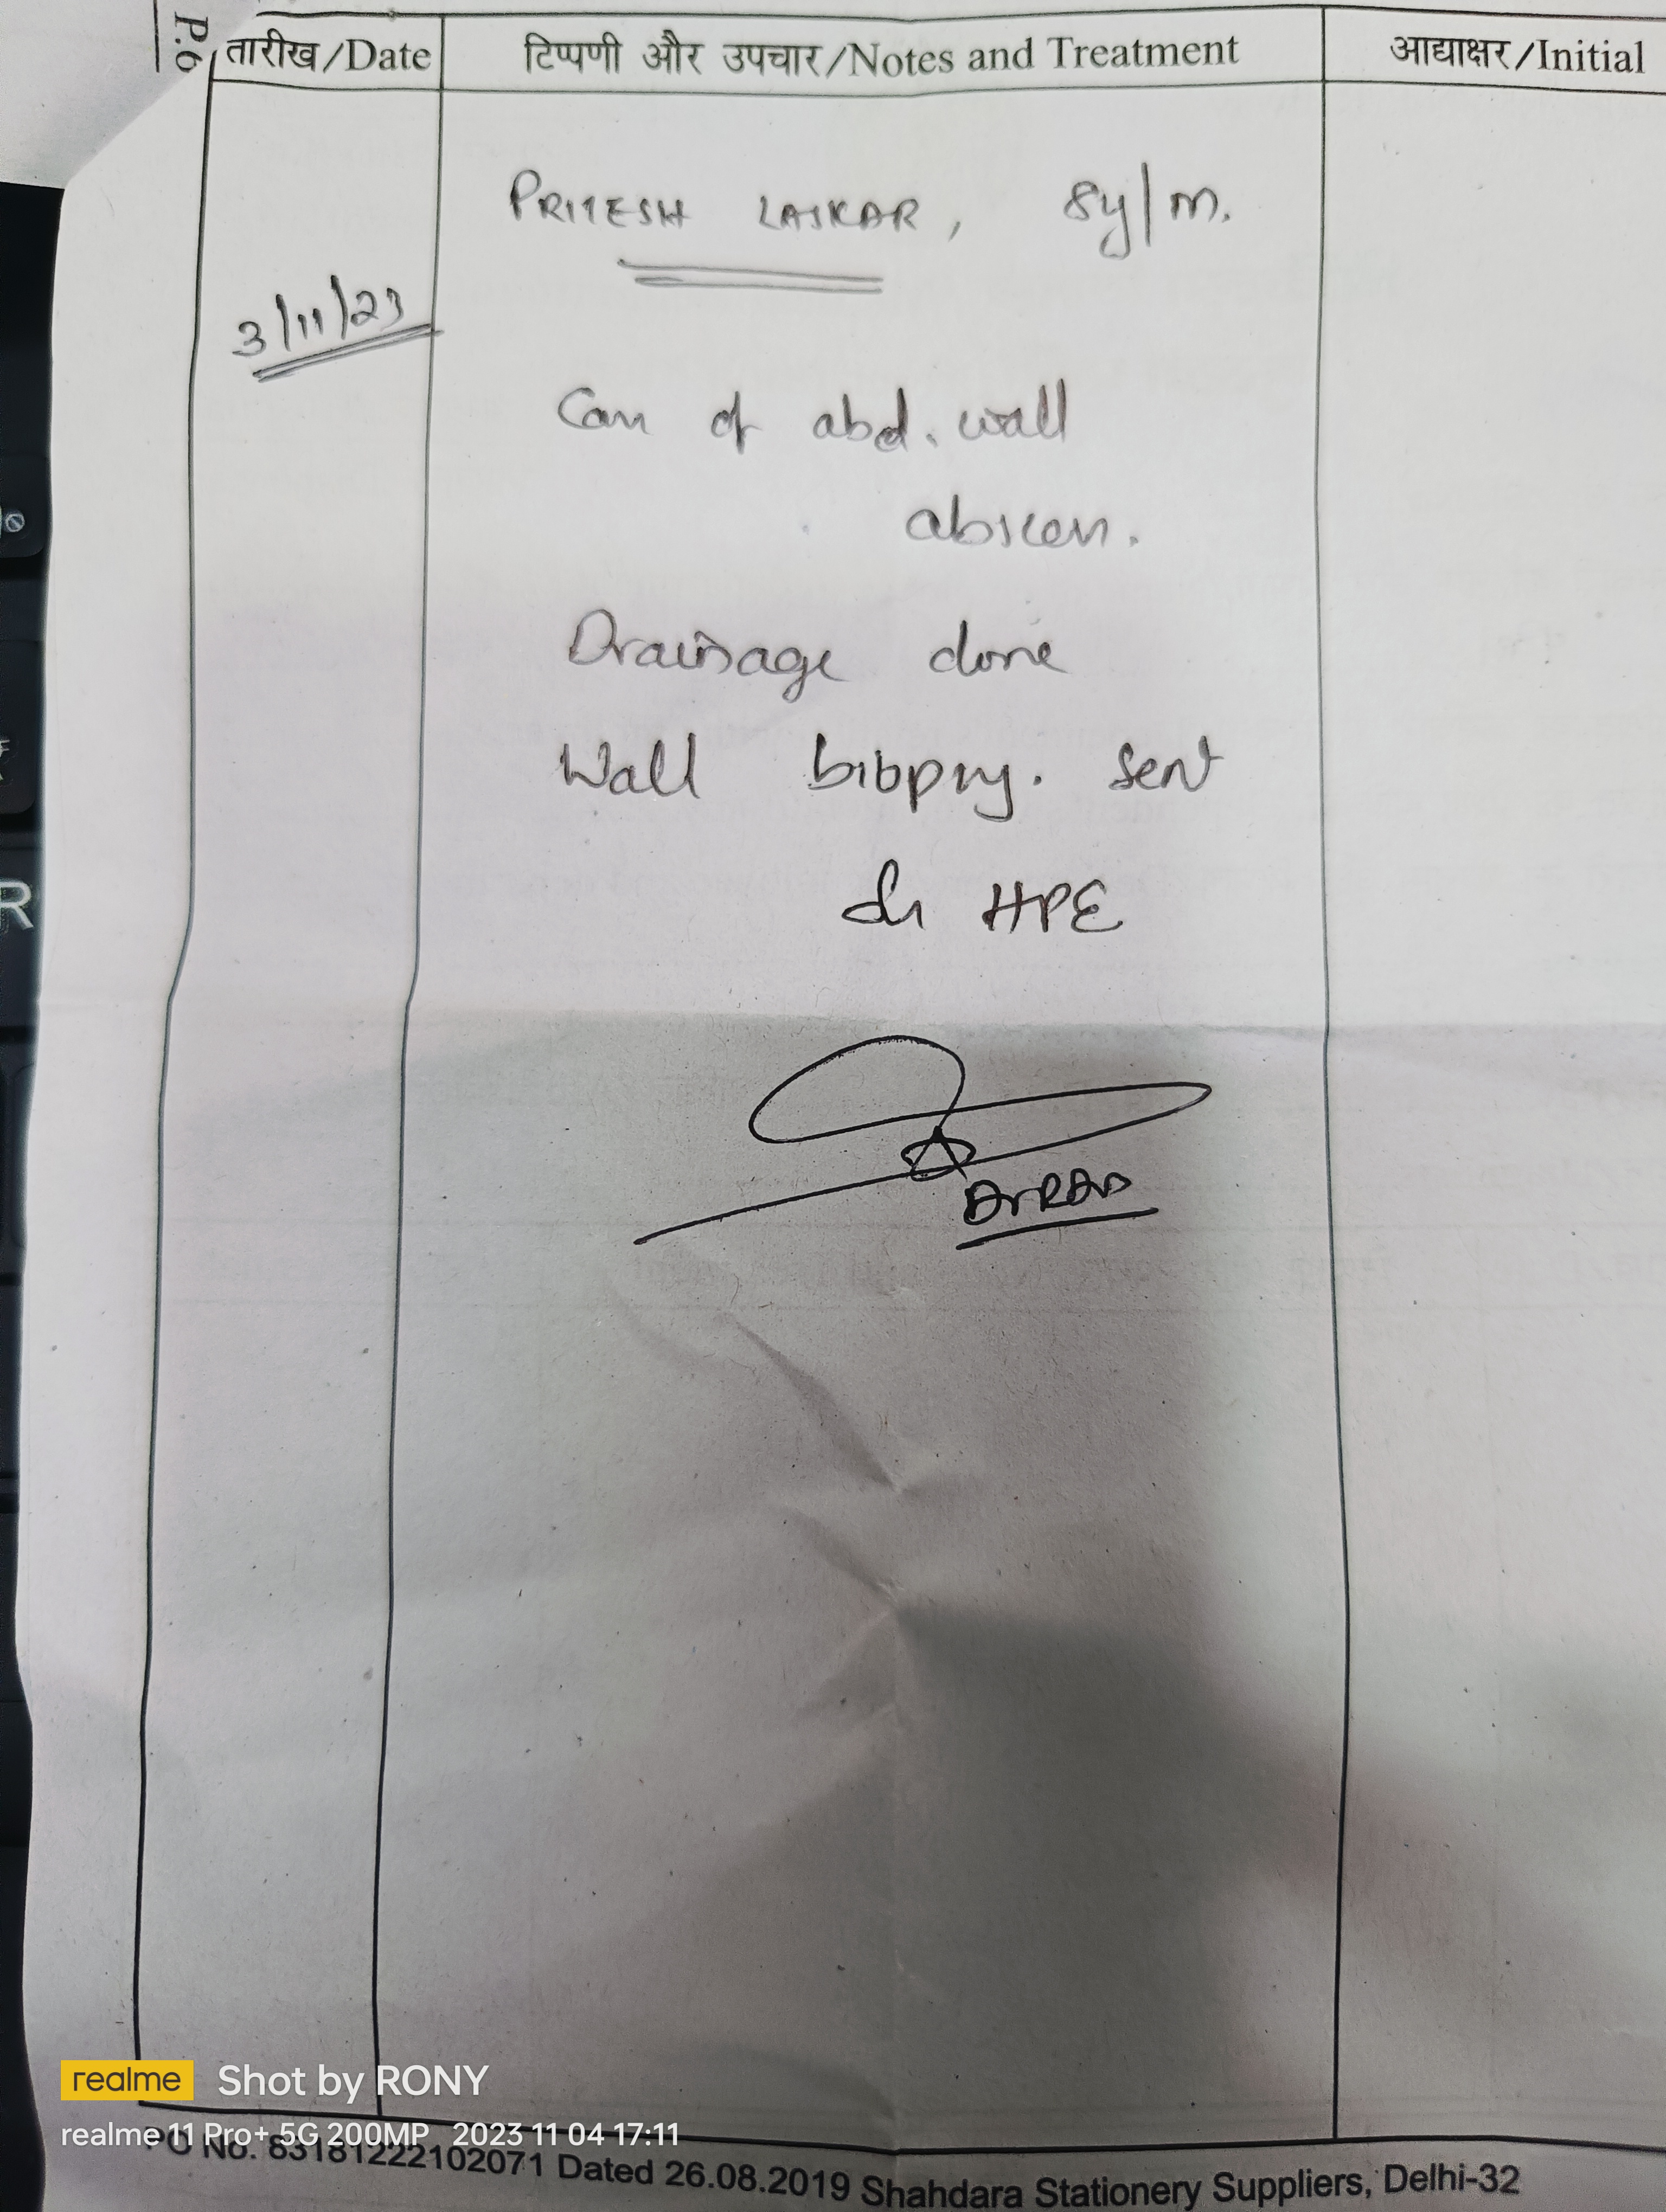 P.6
तारीख/Date टिप्पणी और उपचार/Notes and Treatment आद्याक्षर/Initial
PRITESH LASKAR, 8y/m.
3/11/23
Case of abd. wall
abscess.
Drainage done
Wall biopsy. sent
for HPE
realme Shot by RONY
realme 11 Pro+ 5G 200MP 2023 11 04 17:11
PO No. 83181222102071 Dated 26.08.2019 Shahdara Stationery Suppliers, Delhi-32
R